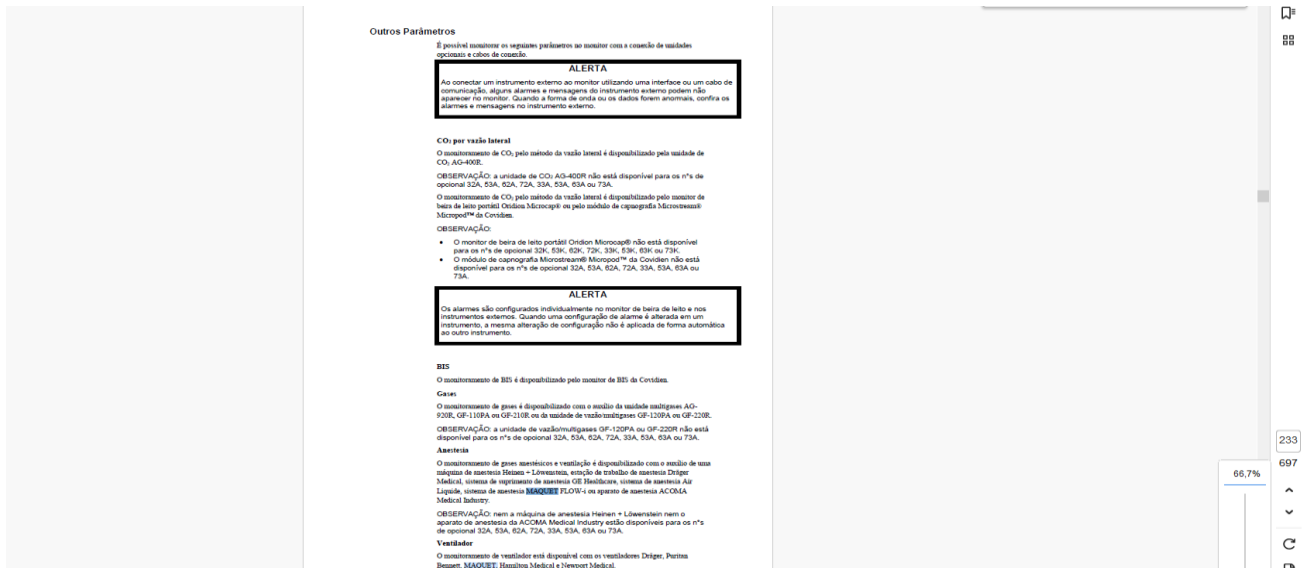 Outros Parâmetros
É possível monitorar os seguintes parâmetros no monitor com a conexão de unidades
opcionais e cabos de conexão.
ALERTA
Ao conectar um instrumento externo ao monitor utilizando uma interface ou um cabo de
comunicação, alguns alarmes e mensagens do instrumento externo podem não
aparecer no monitor. Quando a forma de onda ou os dados forem anormais, confira os
alarmes e mensagens no instrumento externo.
CO₂ por vazão lateral
O monitoramento de CO₂ pelo método da vazão lateral é disponibilizado pela unidade de
CO₂ AG-400R.
OBSERVAÇÃO: a unidade de CO₂ AG-400R não está disponível para os n°s de
opcional 32A, 53A, 62A, 72A, 33A, 53A, 63A ou 73A.
O monitoramento de CO₂ pelo método da vazão lateral é disponibilizado pelo monitor de
beira de leito portátil Oridion Microcap® ou pelo módulo de capnografia Microstream®
Micropod™ da Covidien.
OBSERVAÇÃO:
• O monitor de beira de leito portátil Oridion Microcap® não está disponível
para os n°s de opcional 32K, 53K, 62K, 72K, 33K, 53K, 63K ou 73K.
• O módulo de capnografia Microstream® Micropod™ da Covidien não está
disponível para os n°s de opcional 32A, 53A, 62A, 72A, 33A, 53A, 63A ou
73A.
ALERTA
Os alarmes são configurados individualmente no monitor de beira de leito e nos
instrumentos externos. Quando uma configuração de alarme é alterada em um
instrumento, a mesma alteração de configuração não é aplicada de forma automática
ao outro instrumento.
BIS
O monitoramento de BIS é disponibilizado pelo monitor de BIS da Covidien.
Gases
O monitoramento de gases é disponibilizado com o auxílio da unidade multigases AG-
920R, GF-110PA ou GF-210R ou da unidade de vazão/multigases GF-120PA ou GF-220R.
OBSERVAÇÃO: a unidade de vazão/multigases GF-120PA ou GF-220R não está
disponível para os n°s de opcional 32A, 53A, 62A, 72A, 33A, 53A, 63A ou 73A.
Anestesia
O monitoramento de gases anestésicos e ventilação é disponibilizado com o auxílio de uma
máquina de anestesia Heinen + Löwenstein, estação de trabalho de anestesia Dräger
Medical, sistema de suprimento de anestesia GE Healthcare, sistema de anestesia Air
Liquide, sistema de anestesia MAQUET FLOW-i ou aparato de anestesia ACOMA
Medical Industry.
OBSERVAÇÃO: nem a máquina de anestesia Heinen + Löwenstein nem o
aparato de anestesia da ACOMA Medical Industry estão disponíveis para os n°s
de opcional 32A, 53A, 62A, 72A, 33A, 53A, 63A ou 73A.
Ventilador
O monitoramento de ventilador está disponível com os ventiladores Dräger, Puritan
Bennett, MAQUET, Hamilton Medical e Newport Medical.
233
697
66,7%